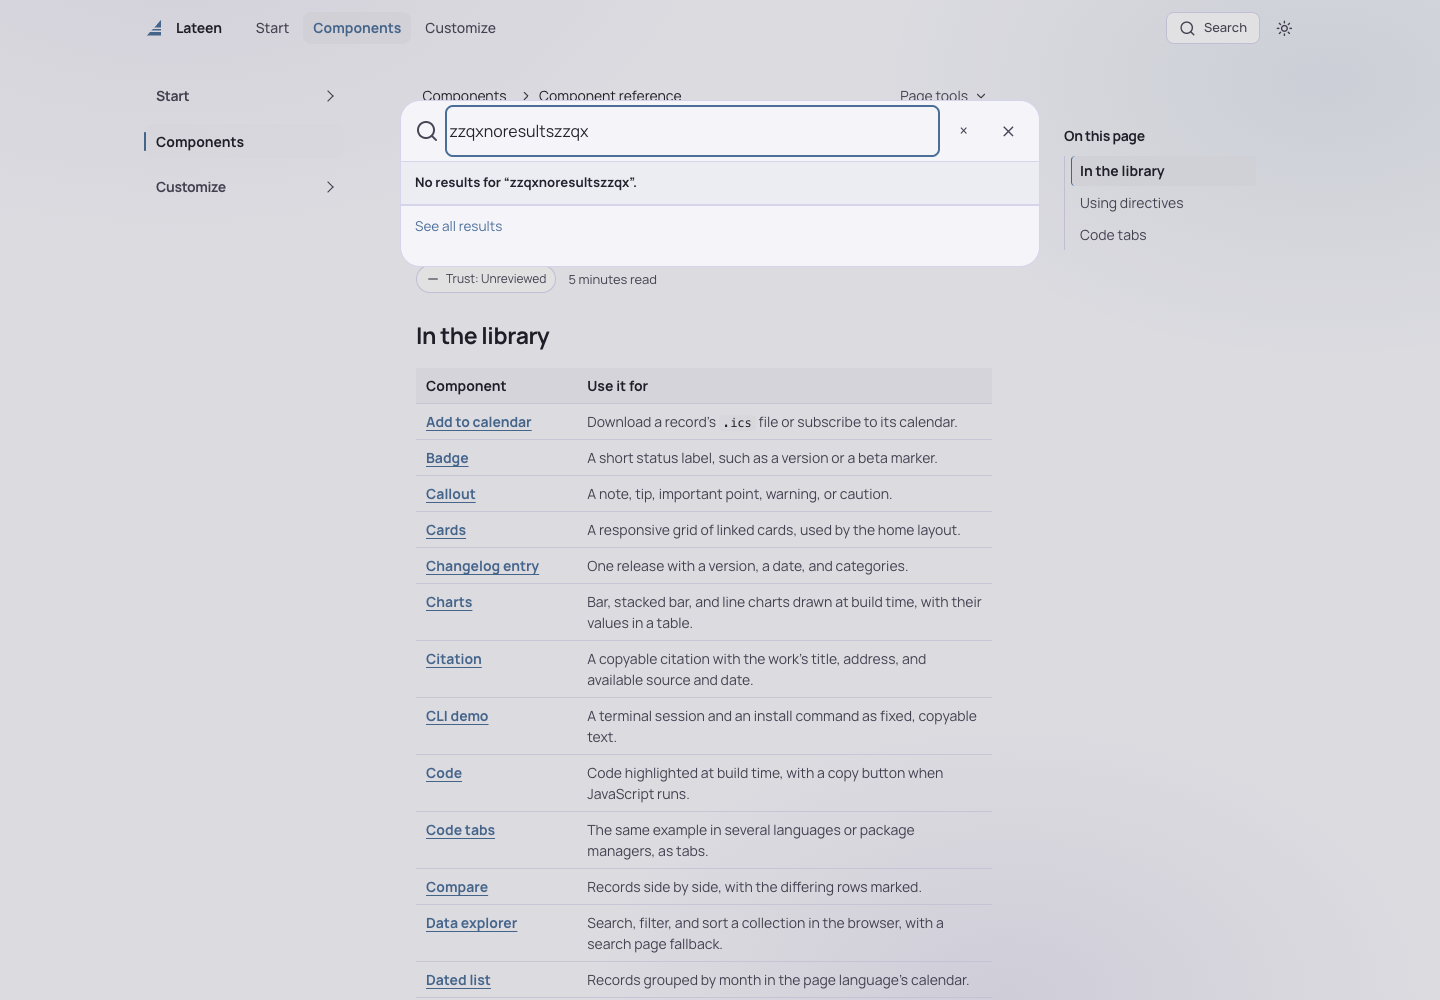 Lateen
Start
Components
Customize
Search
Start
Components
Customize
Components > Component reference
Page tools
zzqxnoresultszzqx
No results for “zzqxnoresultszzqx”.
See all results
Trust: Unreviewed
5 minutes read
On this page
In the library
Using directives
Code tabs
In the library
Component Use it for
Add to calendar Download a record’s .ics file or subscribe to its calendar.
Badge A short status label, such as a version or a beta marker.
Callout A note, tip, important point, warning, or caution.
Cards A responsive grid of linked cards, used by the home layout.
Changelog entry One release with a version, a date, and categories.
Charts Bar, stacked bar, and line charts drawn at build time, with their
values in a table.
Citation A copyable citation with the work’s title, address, and
available source and date.
CLI demo A terminal session and an install command as fixed, copyable
text.
Code Code highlighted at build time, with a copy button when
JavaScript runs.
Code tabs The same example in several languages or package
managers, as tabs.
Compare Records side by side, with the differing rows marked.
Data explorer Search, filter, and sort a collection in the browser, with a
search page fallback.
Dated list Records grouped by month in the page language’s calendar.